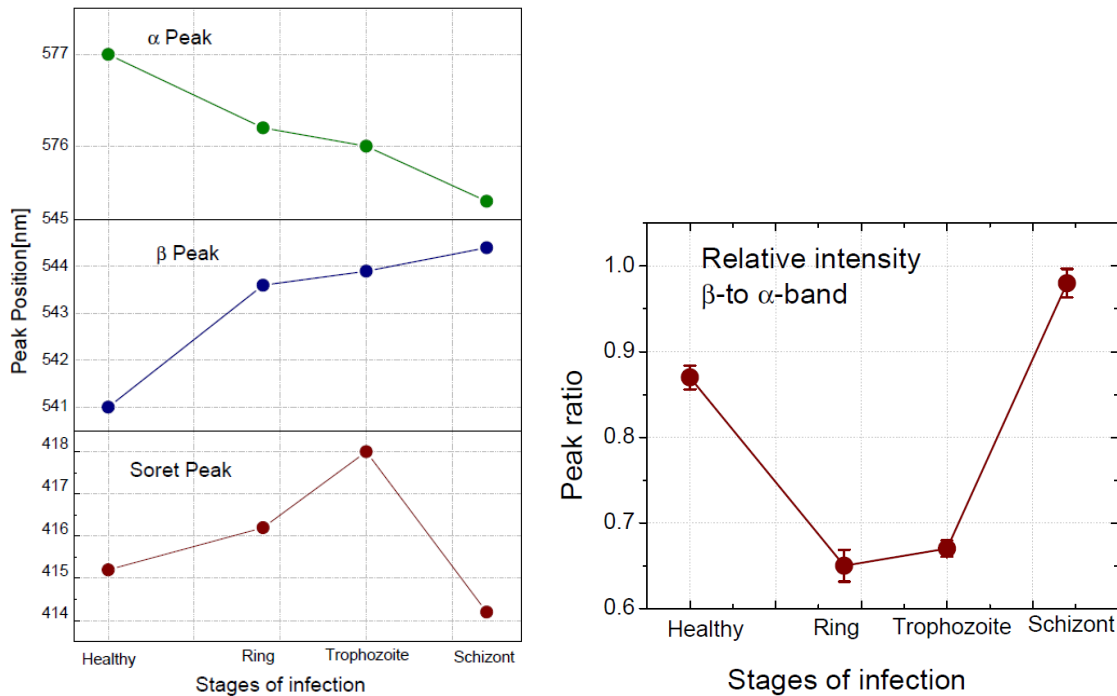 α Peak
577
576
545
β Peak
544
543
542
541
418
Soret Peak
417
416
415
414
Peak Position[nm]
Healthy
Ring
Trophozoite
Schizont
Stages of infection
Relative intensity
β-to α-band
1.0
0.9
0.8
0.7
0.6
Peak ratio
Healthy
Ring
Trophozoite
Schizont
Stages of infection